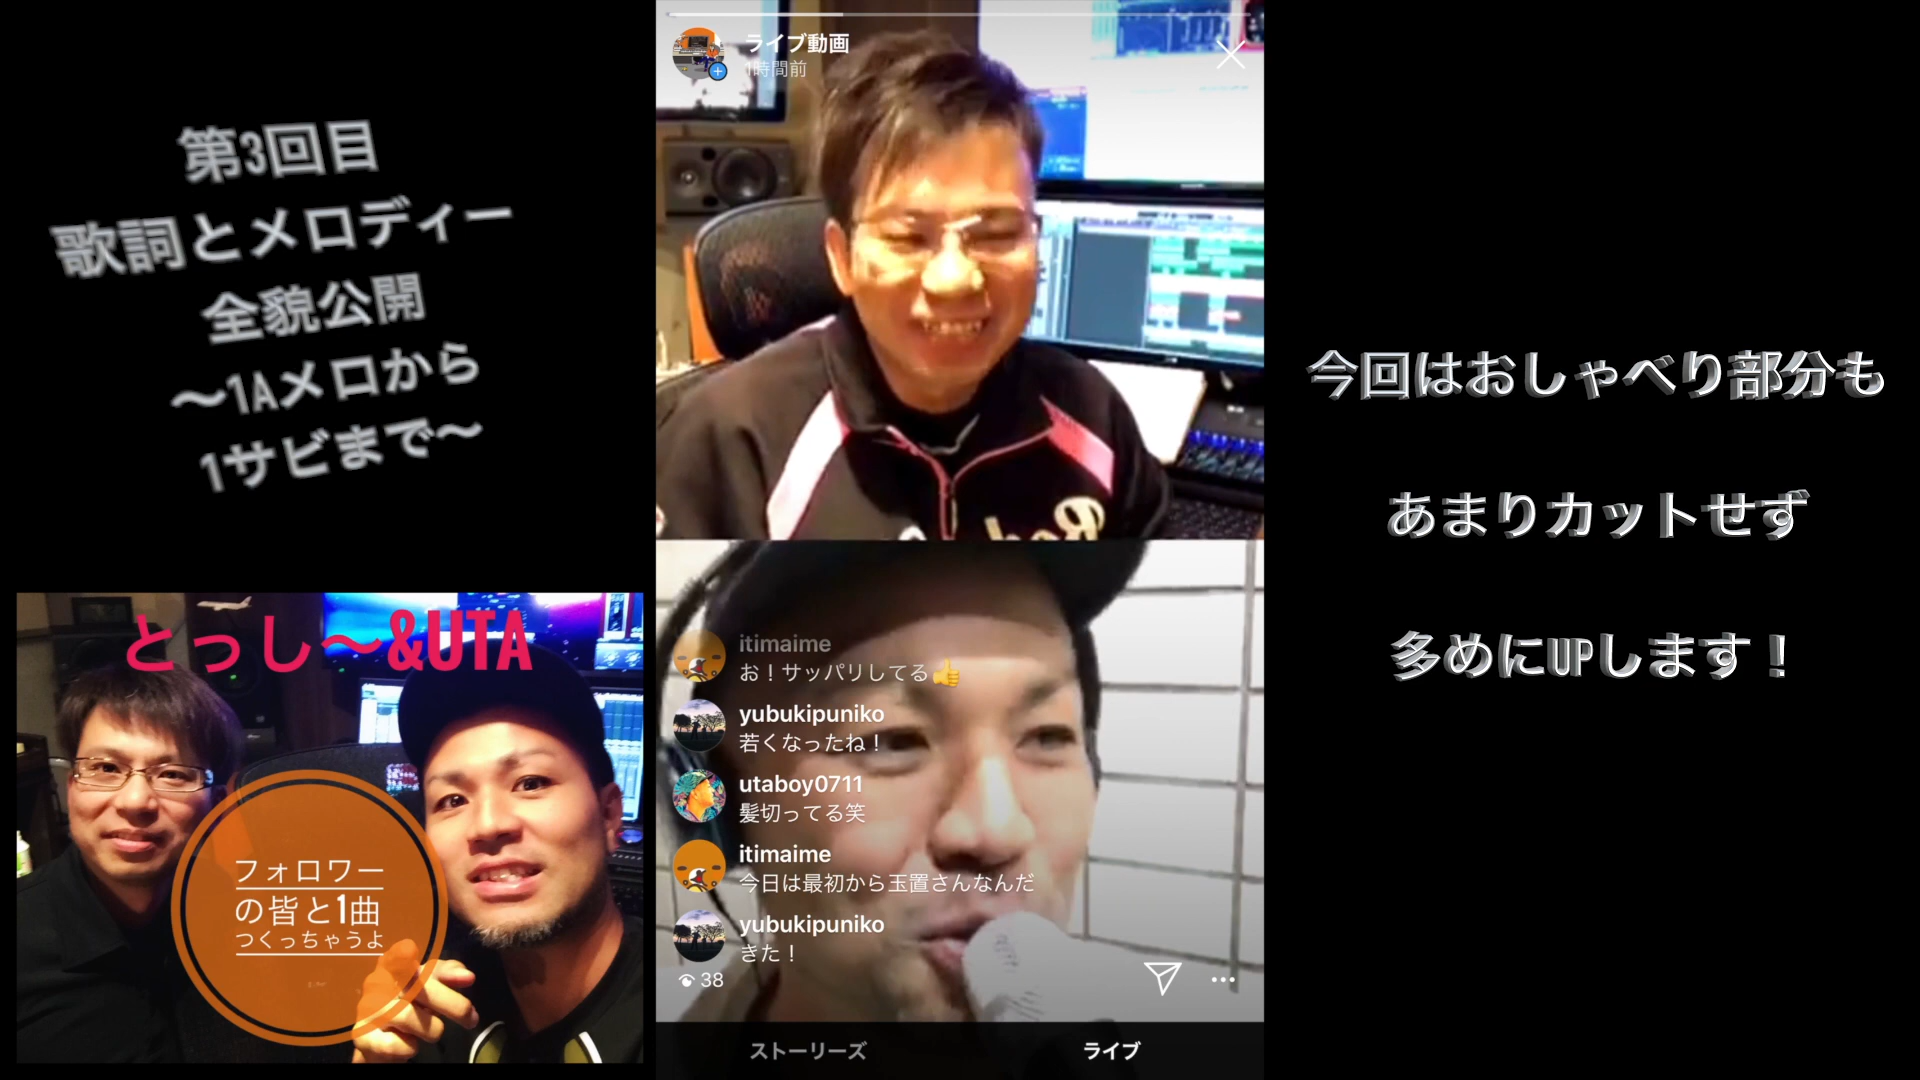 第3回目
歌詞とメロディー
全貌公開
～1Aメロから
1サビまで～
とっし～&UTA
フォロワー
の皆と1曲
つくっちゃうよ
ライブ動画
1時間前
itimaime
お！サッパリしてる👍
yubukipuniko
若くなったね！
utaboy0711
髪切ってる笑
itimaime
今日は最初から玉置さんなんだ
yubukipuniko
きた！
38
ストーリーズ
ライブ
今回はおしゃべり部分も
あまりカットせず
多めにUPします！